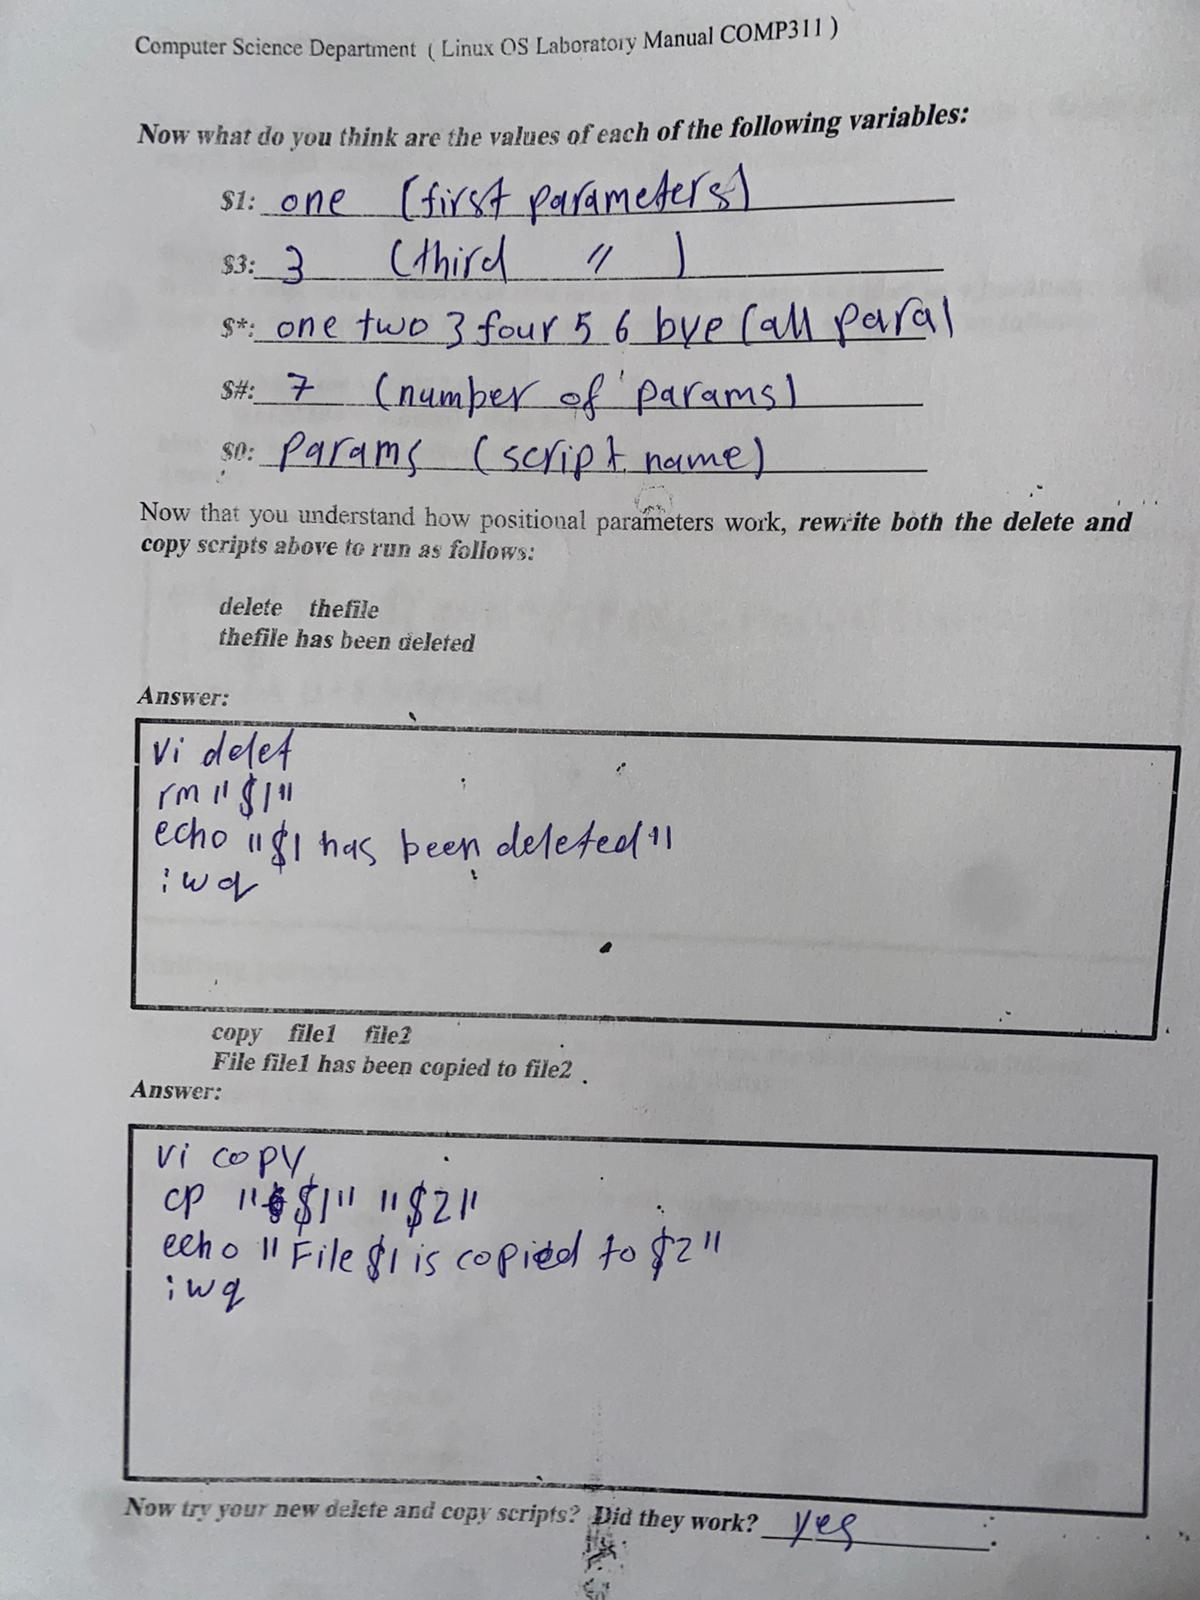 Computer Science Department ( Linux OS Laboratory Manual COMP311 )
Now what do you think are the values of each of the following variables:
$1: one (first parameters)
$3: 3 (third " )
$*: one two 3 four 5 6 bye (all para)
$#: 7 (number of params)
$0: params (script name)
Now that you understand how positional parameters work, rewrite both the delete and
copy scripts above to run as follows:
delete thefile
thefile has been deleted
Answer:
vi delet
rm "$1"
echo "$1 has been deleted"
:wq
copy file1 file2
File file1 has been copied to file2 .
Answer:
vi copy
cp "$1" "$2"
echo "File $1 is copied to $2"
:wq
Now try your new delete and copy scripts? Did they work? yes.